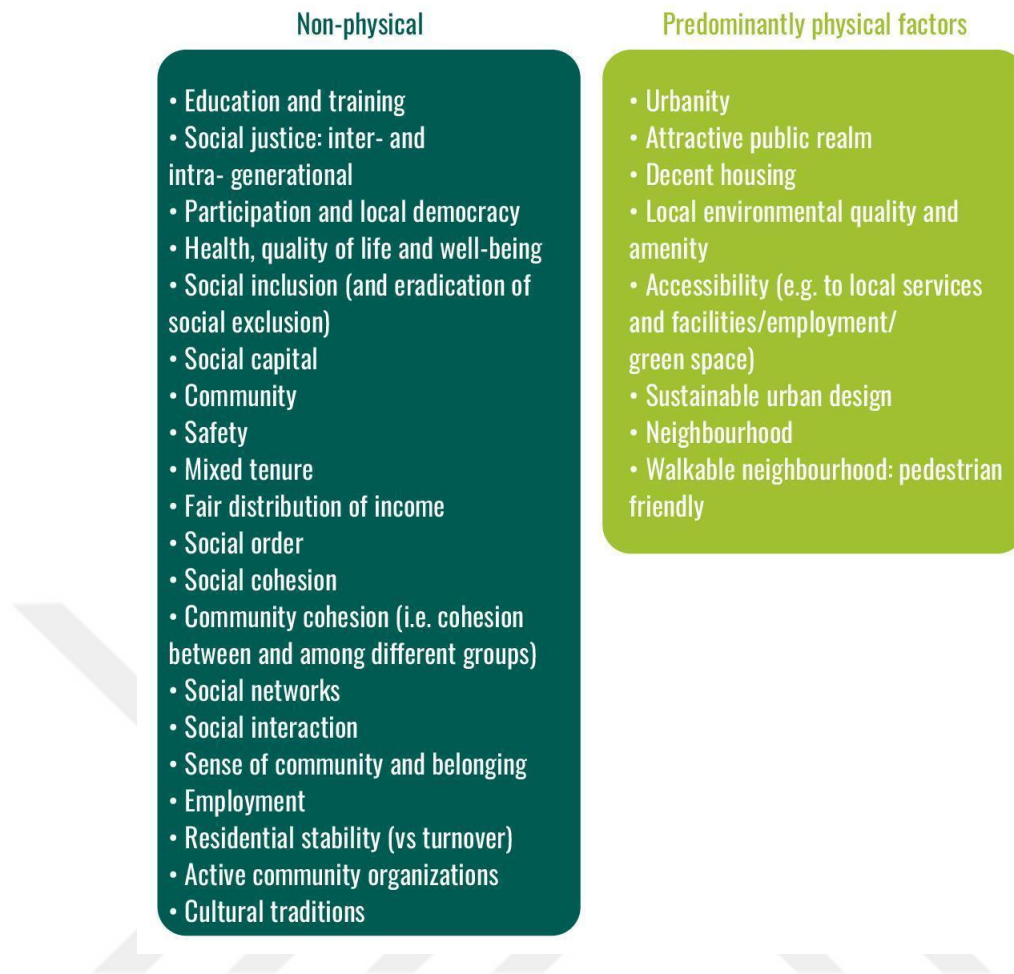 Non-physical
• Education and training
• Social justice: inter- and
intra- generational
• Participation and local democracy
• Health, quality of life and well-being
• Social inclusion (and eradication of
social exclusion)
• Social capital
• Community
• Safety
• Mixed tenure
• Fair distribution of income
• Social order
• Social cohesion
• Community cohesion (i.e. cohesion
between and among different groups)
• Social networks
• Social interaction
• Sense of community and belonging
• Employment
• Residential stability (vs turnover)
• Active community organizations
• Cultural traditions
Predominantly physical factors
• Urbanity
• Attractive public realm
• Decent housing
• Local environmental quality and
amenity
• Accessibility (e.g. to local services
and facilities/employment/
green space)
• Sustainable urban design
• Neighbourhood
• Walkable neighbourhood: pedestrian
friendly